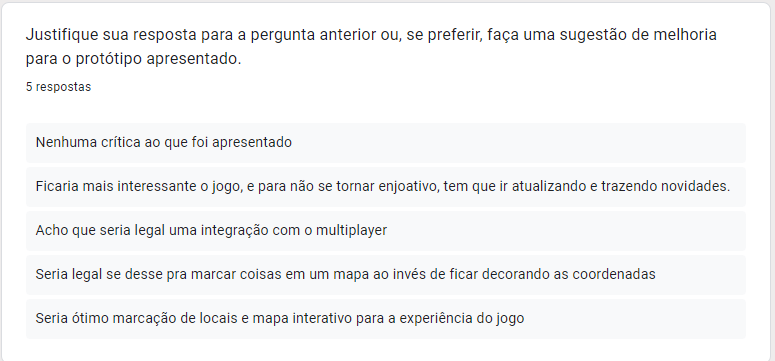 Justifique sua resposta para a pergunta anterior ou, se preferir, faça uma sugestão de melhoria
para o protótipo apresentado.
5 respostas
Nenhuma crítica ao que foi apresentado
Ficaria mais interessante o jogo, e para não se tornar enjoativo, tem que ir atualizando e trazendo novidades.
Acho que seria legal uma integração com o multiplayer
Seria legal se desse pra marcar coisas em um mapa ao invés de ficar decorando as coordenadas
Seria ótimo marcação de locais e mapa interativo para a experiência do jogo